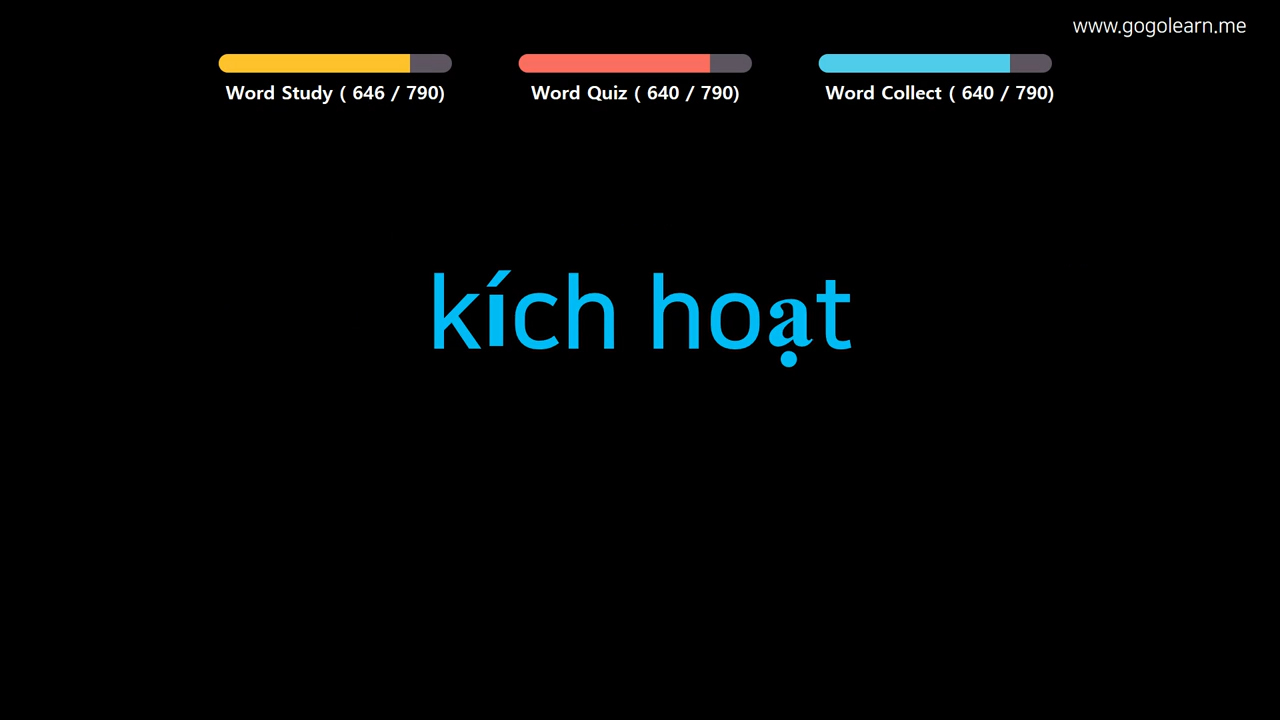 www.gogolearn.me
Word Study ( 646 / 790)
Word Quiz ( 640 / 790)
Word Collect ( 640 / 790)
kích hoạt